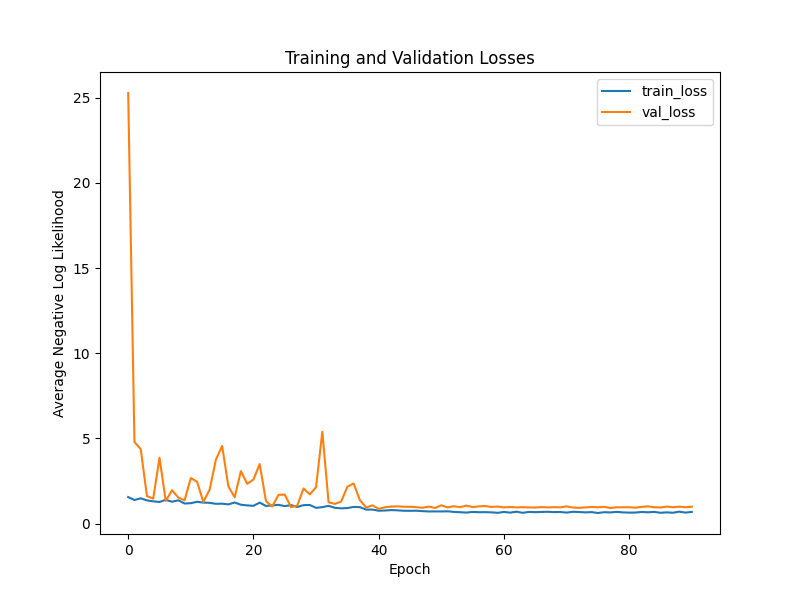 Training and Validation Losses
train_loss
val_loss
Average Negative Log Likelihood
25
20
15
10
5
0
0 20 40 60 80
Epoch